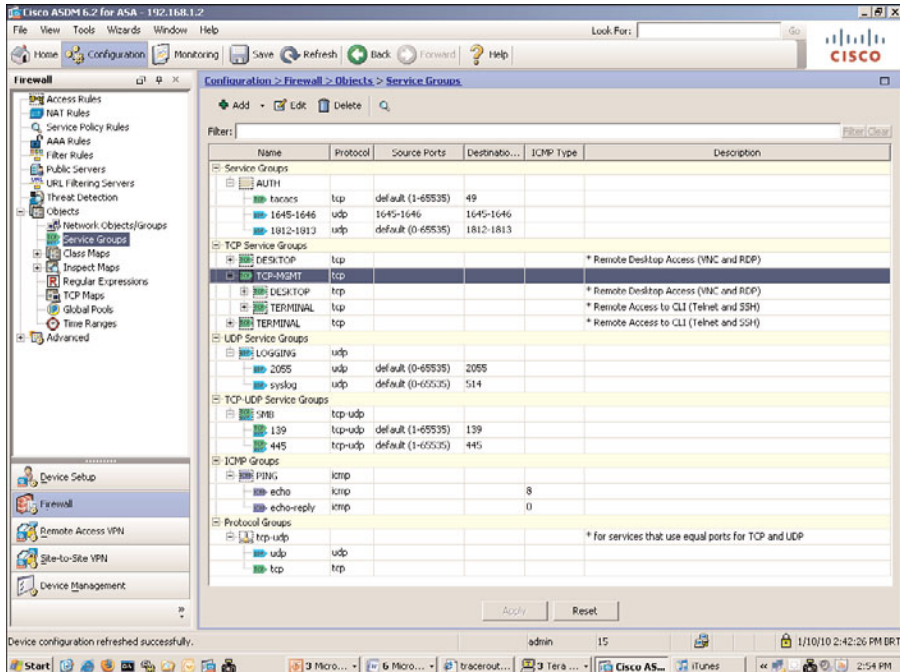 Cisco ASDM 6.2 for ASA - 192.168.1.2
File View Tools Wizards Window Help
Look For: Go
Home Configuration Monitoring Save Refresh Back Forward Help
CISCO
Firewall
Access Rules
NAT Rules
Service Policy Rules
AAA Rules
Filter Rules
Public Servers
URL Filtering Servers
Threat Detection
Objects
Network Objects/Groups
Service Groups
Class Maps
Inspect Maps
Regular Expressions
TCP Maps
Global Pools
Time Ranges
Advanced
Device Setup
Firewall
Remote Access VPN
Site-to-Site VPN
Device Management
Configuration > Firewall > Objects > Service Groups
Add Edit Delete
Filter: Filter Clear
Name Protocol Source Ports Destinatio... ICMP Type Description
Service Groups
AUTH
tacacs tcp default (1-65535) 49
1645-1646 udp 1645-1646 1645-1646
1812-1813 udp default (0-65535) 1812-1813
TCP Service Groups
DESKTOP tcp * Remote Desktop Access (VNC and RDP)
TCP-MGMT tcp
DESKTOP tcp * Remote Desktop Access (VNC and RDP)
TERMINAL tcp * Remote Access to CLI (Telnet and SSH)
TERMINAL tcp * Remote Access to CLI (Telnet and SSH)
UDP Service Groups
LOGGING udp
2055 udp default (0-65535) 2055
syslog udp default (0-65535) 514
TCP-UDP Service Groups
SMB tcp-udp
139 tcp-udp default (1-65535) 139
445 tcp-udp default (1-65535) 445
ICMP Groups
PING icmp
echo icmp 8
echo-reply icmp 0
Protocol Groups
tcp-udp * for services that use equal ports for TCP and UDP
udp udp
tcp tcp
Apply Reset
Device configuration refreshed successfully. admin 15 1/10/10 2:42:26 PM BRT
Start 3 Micro... 6 Micro... tracerout... 3 Tera ... Cisco AS... iTunes 2:54 PM